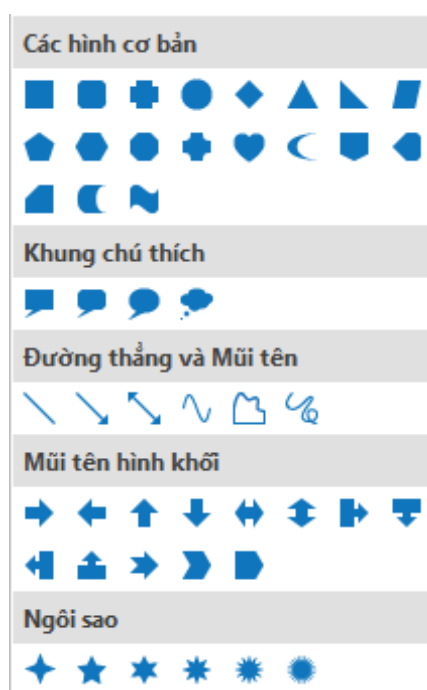 Các hình cơ bản
Khung chú thích
Đường thẳng và Mũi tên
Mũi tên hình khối
Ngôi sao